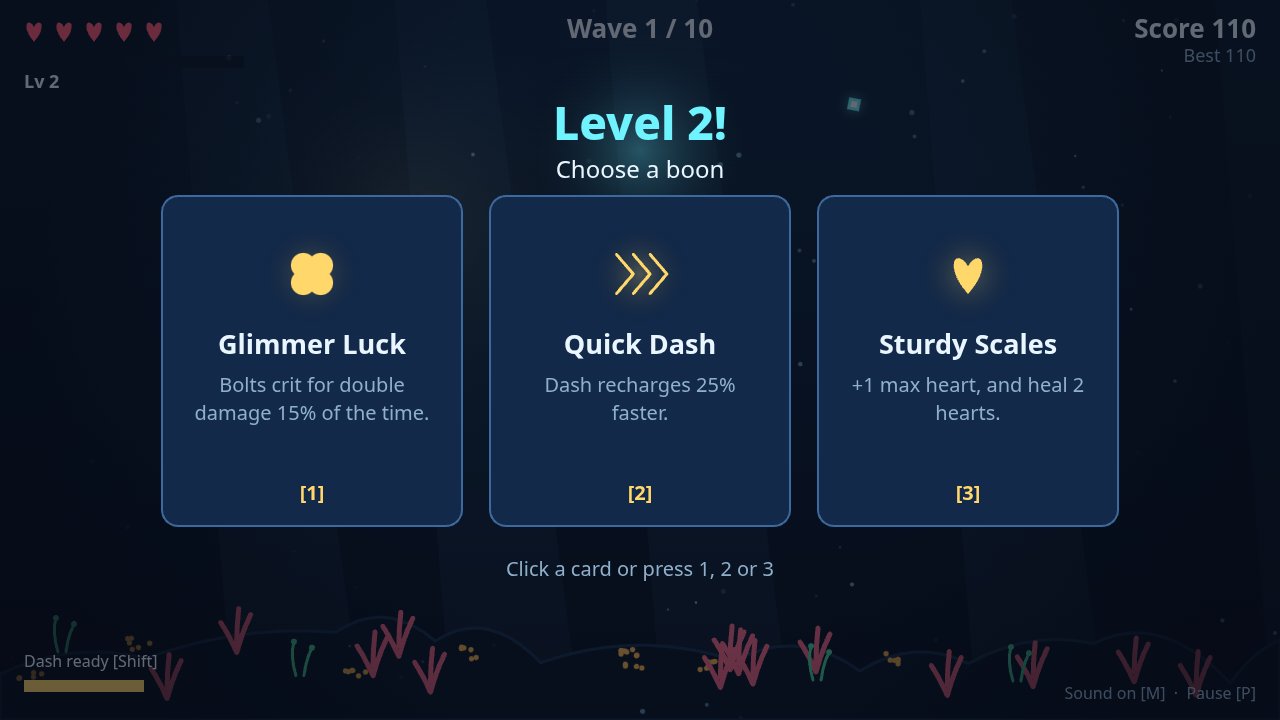 Wave 1 / 10
Score 110
Best 110
Lv 2
Level 2!
Choose a boon
Glimmer Luck
Bolts crit for double
damage 15% of the time.
[1]
Quick Dash
Dash recharges 25%
faster.
[2]
Sturdy Scales
+1 max heart, and heal 2
hearts.
[3]
Click a card or press 1, 2 or 3
Dash ready [Shift]
Sound on [M] · Pause [P]